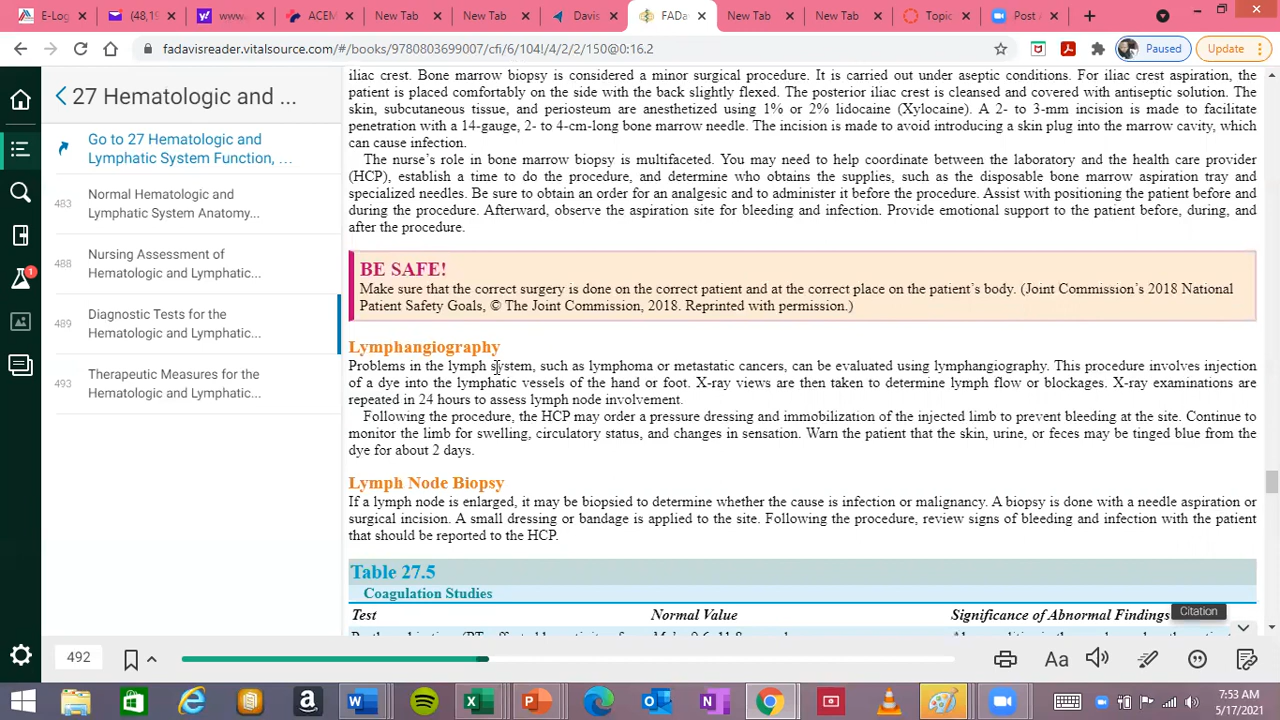 E-Log
(48,19
www.
ACEM
New Tab
New Tab
Davis
FADa
New Tab
New Tab
Topic
Post A
fadavisreader.vitalsource.com/#/books/9780803699007/cfi/6/104!/4/2/2/150@0:16.2
Paused
Update
27 Hematologic and ...
Go to 27 Hematologic and
Lymphatic System Function, ...
483
Normal Hematologic and
Lymphatic System Anatomy...
488
Nursing Assessment of
Hematologic and Lymphatic...
489
Diagnostic Tests for the
Hematologic and Lymphatic...
493
Therapeutic Measures for the
Hematologic and Lymphatic...
1
iliac crest. Bone marrow biopsy is considered a minor surgical procedure. It is carried out under aseptic conditions. For iliac crest aspiration, the
patient is placed comfortably on the side with the back slightly flexed. The posterior iliac crest is cleansed and covered with antiseptic solution. The
skin, subcutaneous tissue, and periosteum are anesthetized using 1% or 2% lidocaine (Xylocaine). A 2- to 3-mm incision is made to facilitate
penetration with a 14-gauge, 2- to 4-cm-long bone marrow needle. The incision is made to avoid introducing a skin plug into the marrow cavity, which
can cause infection.
The nurse's role in bone marrow biopsy is multifaceted. You may need to help coordinate between the laboratory and the health care provider
(HCP), establish a time to do the procedure, and determine who obtains the supplies, such as the disposable bone marrow aspiration tray and
specialized needles. Be sure to obtain an order for an analgesic and to administer it before the procedure. Assist with positioning the patient before and
during the procedure. Afterward, observe the aspiration site for bleeding and infection. Provide emotional support to the patient before, during, and
after the procedure.
BE SAFE!
Make sure that the correct surgery is done on the correct patient and at the correct place on the patient's body. (Joint Commission's 2018 National
Patient Safety Goals, © The Joint Commission, 2018. Reprinted with permission.)
Lymphangiography
Problems in the lymph system, such as lymphoma or metastatic cancers, can be evaluated using lymphangiography. This procedure involves injection
of a dye into the lymphatic vessels of the hand or foot. X-ray views are then taken to determine lymph flow or blockages. X-ray examinations are
repeated in 24 hours to assess lymph node involvement.
Following the procedure, the HCP may order a pressure dressing and immobilization of the injected limb to prevent bleeding at the site. Continue to
monitor the limb for swelling, circulatory status, and changes in sensation. Warn the patient that the skin, urine, or feces may be tinged blue from the
dye for about 2 days.
Lymph Node Biopsy
If a lymph node is enlarged, it may be biopsied to determine whether the cause is infection or malignancy. A biopsy is done with a needle aspiration or
surgical incision. A small dressing or bandage is applied to the site. Following the procedure, review signs of bleeding and infection with the patient
that should be reported to the HCP.
Table 27.5
Coagulation Studies
Test
Normal Value
Significance of Abnormal Findings
Citation
492
Aa
7:53 AM
5/17/2021